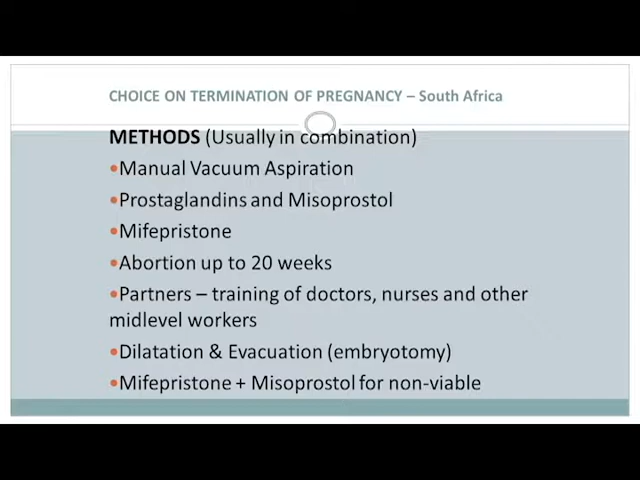 CHOICE ON TERMINATION OF PREGNANCY – South Africa
METHODS (Usually in combination)
•Manual Vacuum Aspiration
•Prostaglandins and Misoprostol
•Mifepristone
•Abortion up to 20 weeks
•Partners – training of doctors, nurses and other
midlevel workers
•Dilatation & Evacuation (embryotomy)
•Mifepristone + Misoprostol for non-viable